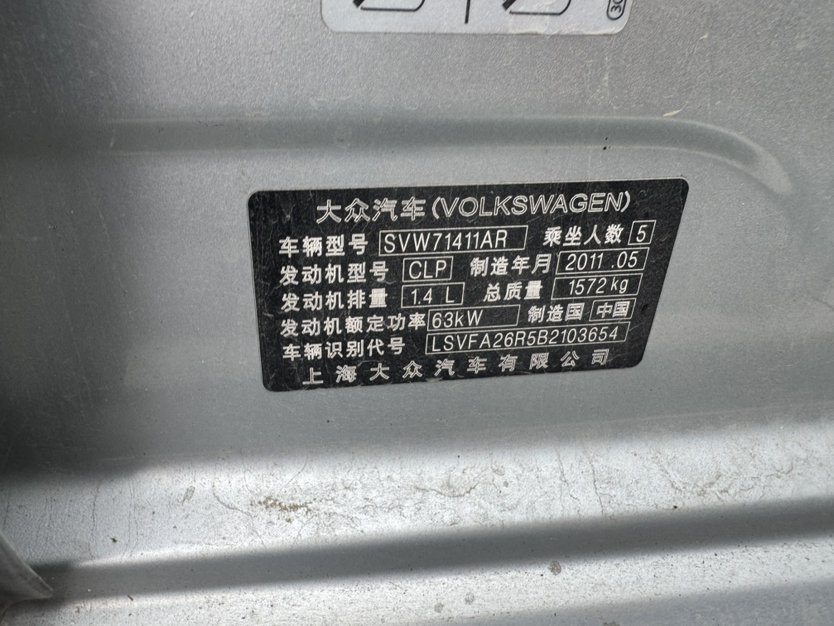 30
大众汽车(VOLKSWAGEN)
车辆型号 SVW71411AR 乘坐人数 5
发动机型号 CLP 制造年月 2011.05
发动机排量 1.4 L 总质量 1572 kg
发动机额定功率 63kW 制造国 中国
车辆识别代号 LSVFA26R5B2103654
上海大众汽车有限公司